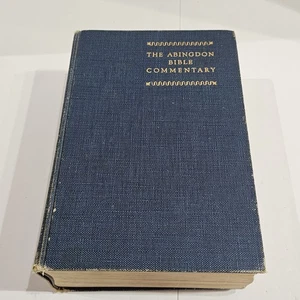 THE ABINGDON
BIBLE
COMMENTARY